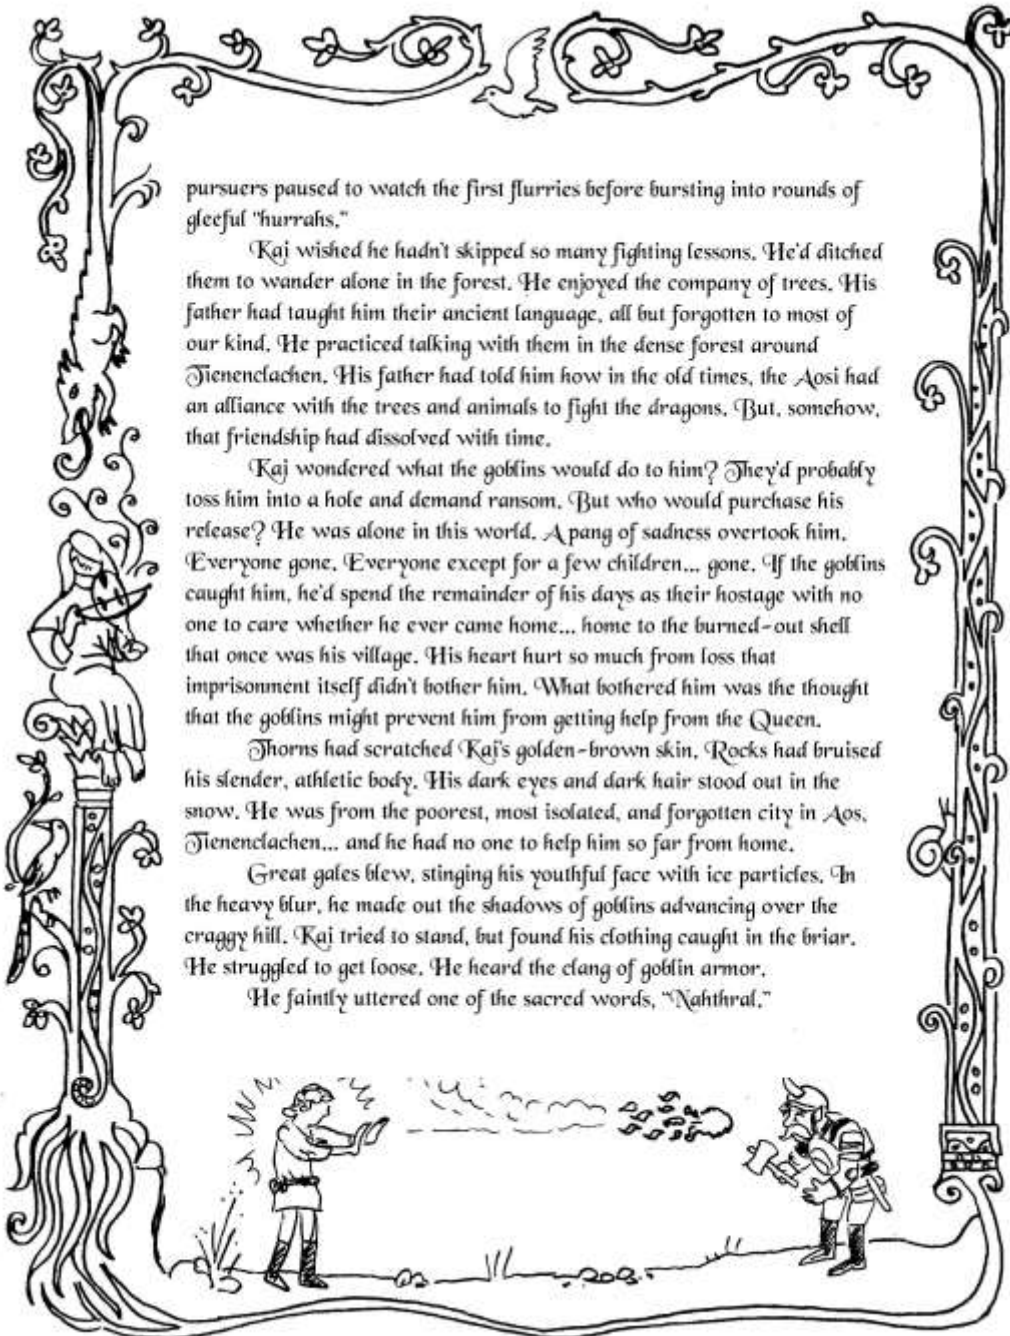 pursuers paused to watch the first flurries before bursting into rounds of
gleeful "hurrahs."
Kai wished he hadn't skipped so many fighting lessons. He'd ditched
them to wander alone in the forest. He enjoyed the company of trees. His
father had taught him their ancient language, all but forgotten to most of
our kind. He practiced talking with them in the dense forest around
Tienenclachen. His father had told him how in the old times, the Aosi had
an alliance with the trees and animals to fight the dragons. But, somehow,
that friendship had dissolved with time.
Kai wondered what the goblins would do to him? They'd probably
toss him into a hole and demand ransom. But who would purchase his
release? He was alone in this world. A pang of sadness overtook him.
Everyone gone. Everyone except for a few children... gone. If the goblins
caught him, he'd spend the remainder of his days as their hostage with no
one to care whether he ever came home... home to the burned-out shell
that once was his village. His heart hurt so much from loss that
imprisonment itself didn't bother him. What bothered him was the thought
that the goblins might prevent him from getting help from the Queen.
Thorns had scratched Kai's golden-brown skin. Rocks had bruised
his slender, athletic body. His dark eyes and dark hair stood out in the
snow. He was from the poorest, most isolated, and forgotten city in Aos,
Tienenclachen... and he had no one to help him so far from home.
Great gales blew, stinging his youthful face with ice particles. In
the heavy blur, he made out the shadows of goblins advancing over the
craggy hill. Kai tried to stand, but found his clothing caught in the briar.
He struggled to get loose. He heard the clang of goblin armor.
He faintly uttered one of the sacred words, "Nahthral."